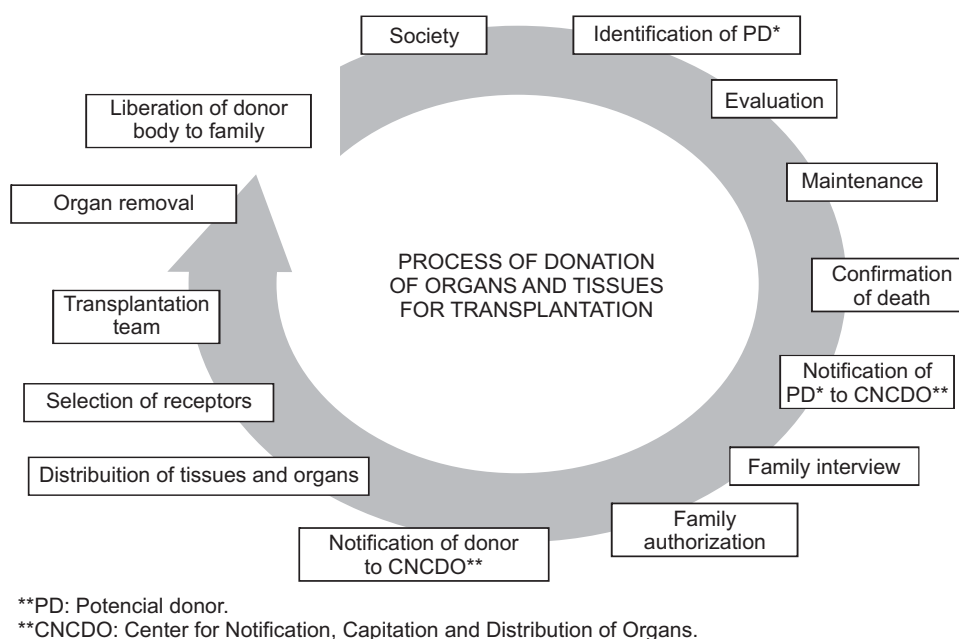 Society
Identification of PD*
Evaluation
Maintenance
Confirmation
of death
Notification of
PD* to CNCDO**
Family interview
Family
authorization
Notification of donor
to CNCDO**
Distribuition of tissues and organs
Selection of receptors
Transplantation
team
Organ removal
Liberation of donor
body to family
PROCESS OF DONATION
OF ORGANS AND TISSUES
FOR TRANSPLANTATION
**PD: Potencial donor.
**CNCDO: Center for Notification, Capitation and Distribution of Organs.